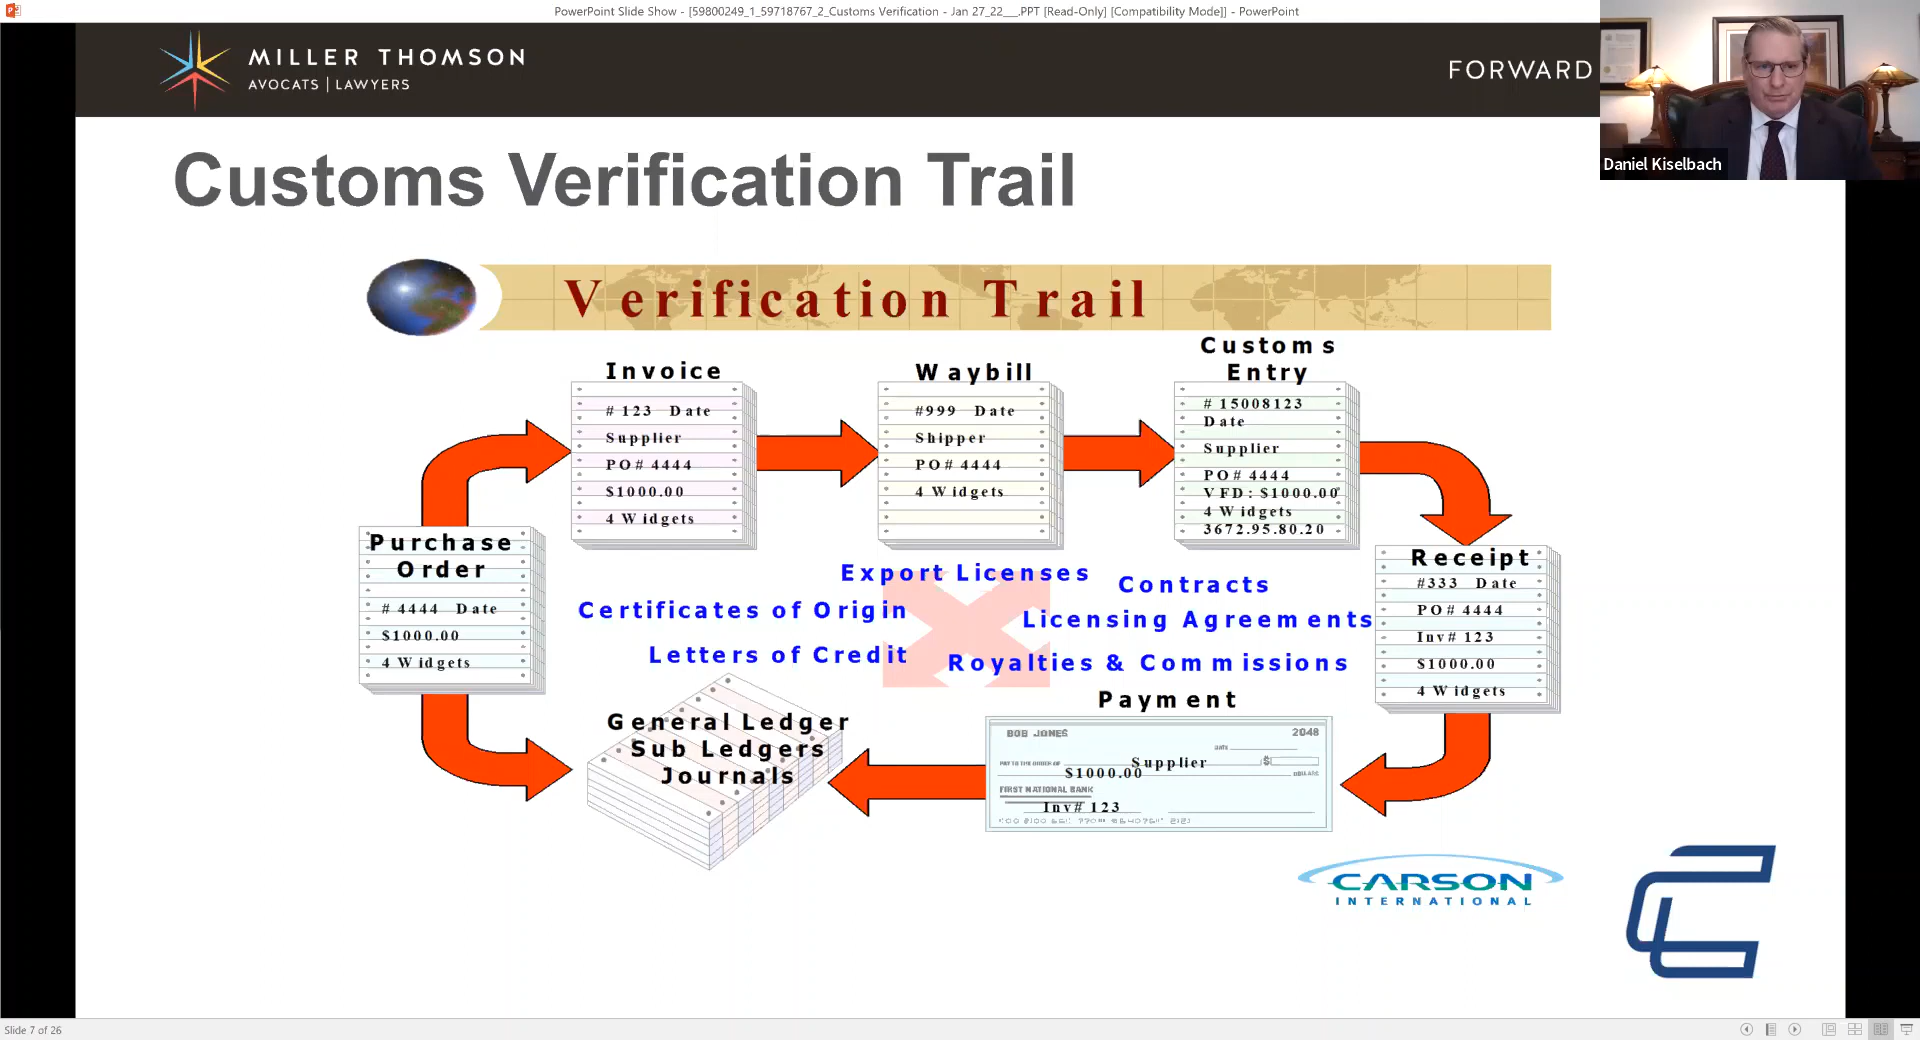 PowerPoint Slide Show - [59800249_1_59718767_2_Customs Verification - Jan 27_22___.PPT [Read-Only] [Compatibility Mode]] - PowerPoint
MILLER THOMSON
AVOCATS | LAWYERS
FORWARD
Daniel Kiselbach
Customs Verification Trail
Verification Trail
Invoice
# 123 Date
Supplier
PO# 4444
$1000.00
4 Widgets
Waybill
#999 Date
Shipper
PO# 4444
4 Widgets
Customs
Entry
# 15008123
Date
Supplier
PO# 4444
VFD: $1000.00
4 Widgets
3672.95.80.20
Purchase
Order
# 4444 Date
$1000.00
4 Widgets
Export Licenses
Contracts
Certificates of Origin
Licensing Agreements
Letters of Credit
Royalties & Commissions
Receipt
#333 Date
PO# 4444
Inv# 123
$1000.00
4 Widgets
General Ledger
Sub Ledgers
Journals
Payment
BOB JONES
2048
DATE
PAY TO THE ORDER OF
Supplier
$
$1000.00
DOLLARS
FIRST NATIONAL BANK
Inv# 123
CARSON
INTERNATIONAL
Slide 7 of 26